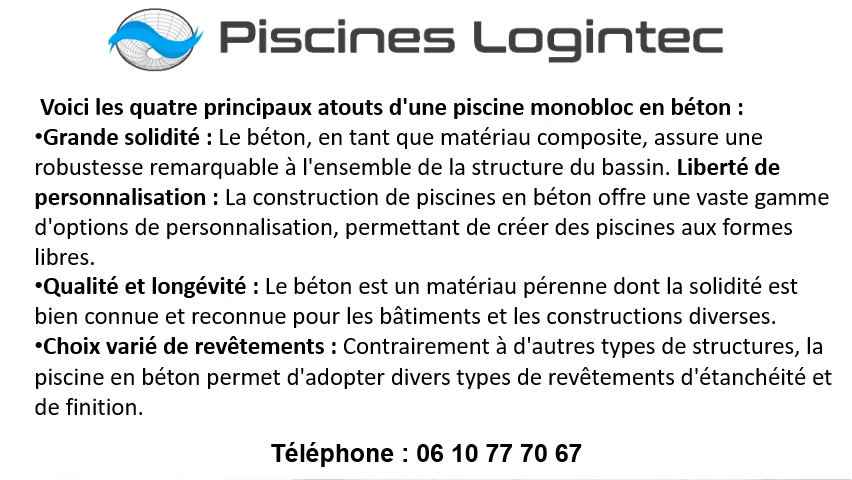 Piscines Logintec
Voici les quatre principaux atouts d'une piscine monobloc en béton :
•Grande solidité : Le béton, en tant que matériau composite, assure une
robustesse remarquable à l'ensemble de la structure du bassin. Liberté de
personnalisation : La construction de piscines en béton offre une vaste gamme
d'options de personnalisation, permettant de créer des piscines aux formes
libres.
•Qualité et longévité : Le béton est un matériau pérenne dont la solidité est
bien connue et reconnue pour les bâtiments et les constructions diverses.
•Choix varié de revêtements : Contrairement à d'autres types de structures, la
piscine en béton permet d'adopter divers types de revêtements d'étanchéité et
de finition.
Téléphone : 06 10 77 70 67